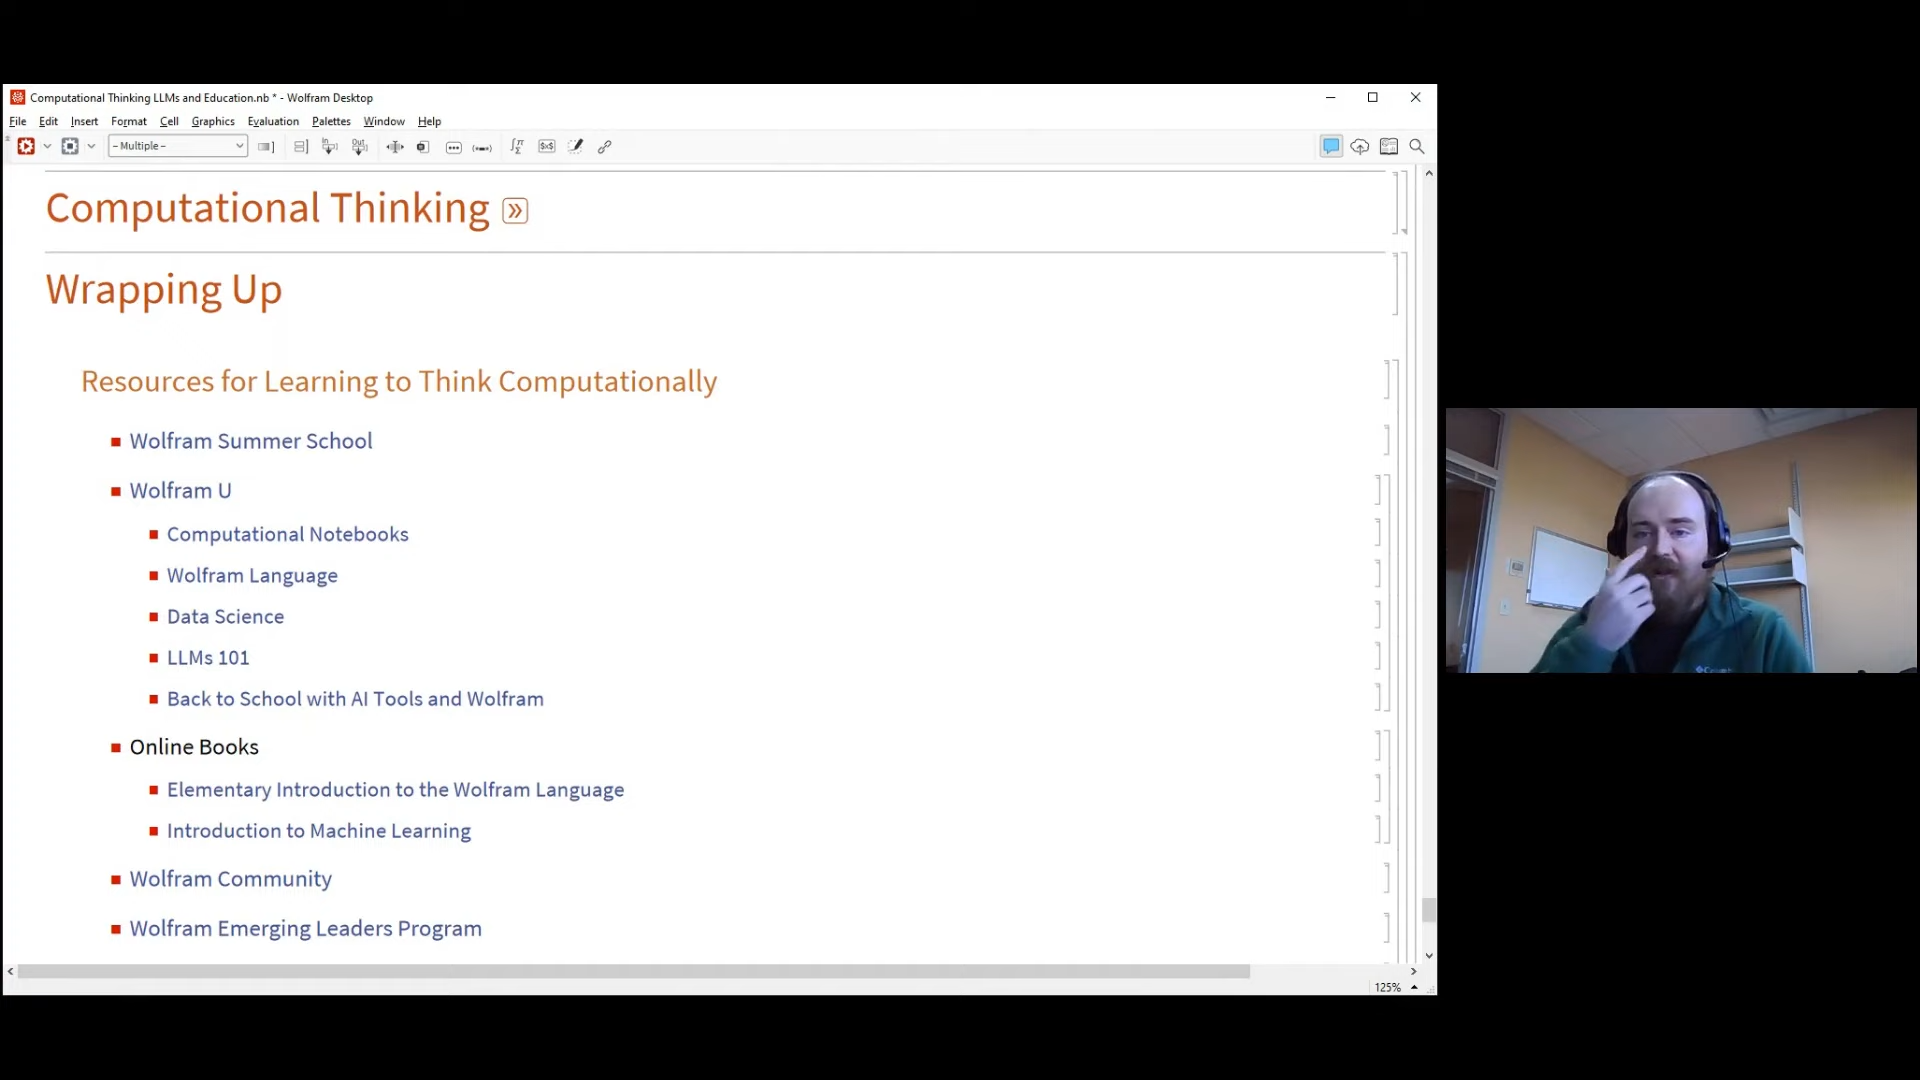 Computational Thinking LLMs and Education.nb * - Wolfram Desktop
File Edit Insert Format Cell Graphics Evaluation Palettes Window Help
- Multiple -
In Out
Computational Thinking »
Wrapping Up
Resources for Learning to Think Computationally
Wolfram Summer School
Wolfram U
Computational Notebooks
Wolfram Language
Data Science
LLMs 101
Back to School with AI Tools and Wolfram
Online Books
Elementary Introduction to the Wolfram Language
Introduction to Machine Learning
Wolfram Community
Wolfram Emerging Leaders Program
125%